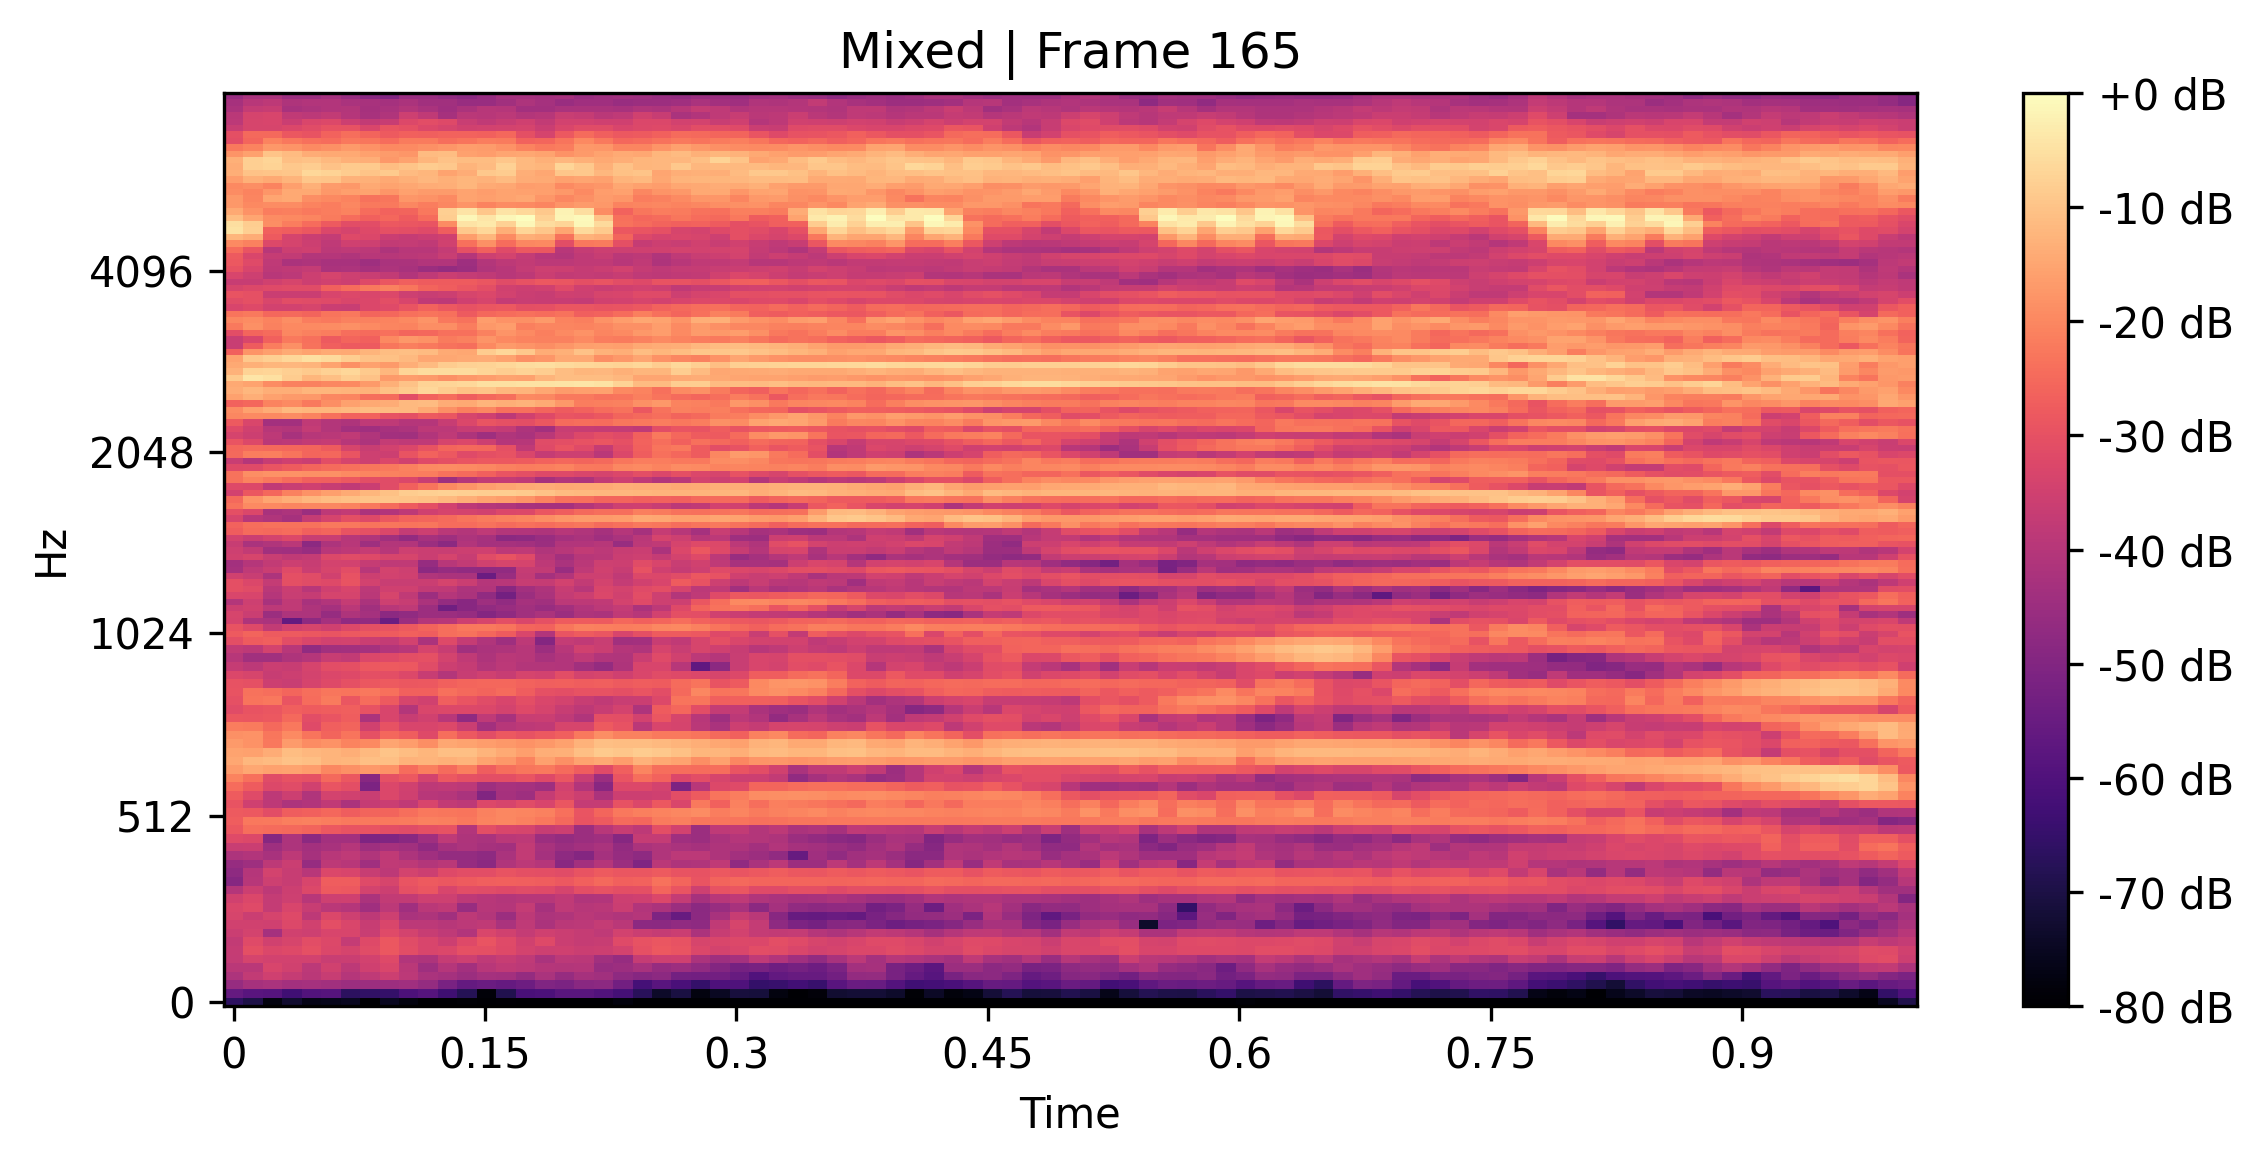 Mixed | Frame 165
+0 dB
-10 dB
-20 dB
-30 dB
-40 dB
-50 dB
-60 dB
-70 dB
-80 dB
4096
2048
1024
512
0
Hz
0 0.15 0.3 0.45 0.6 0.75 0.9
Time